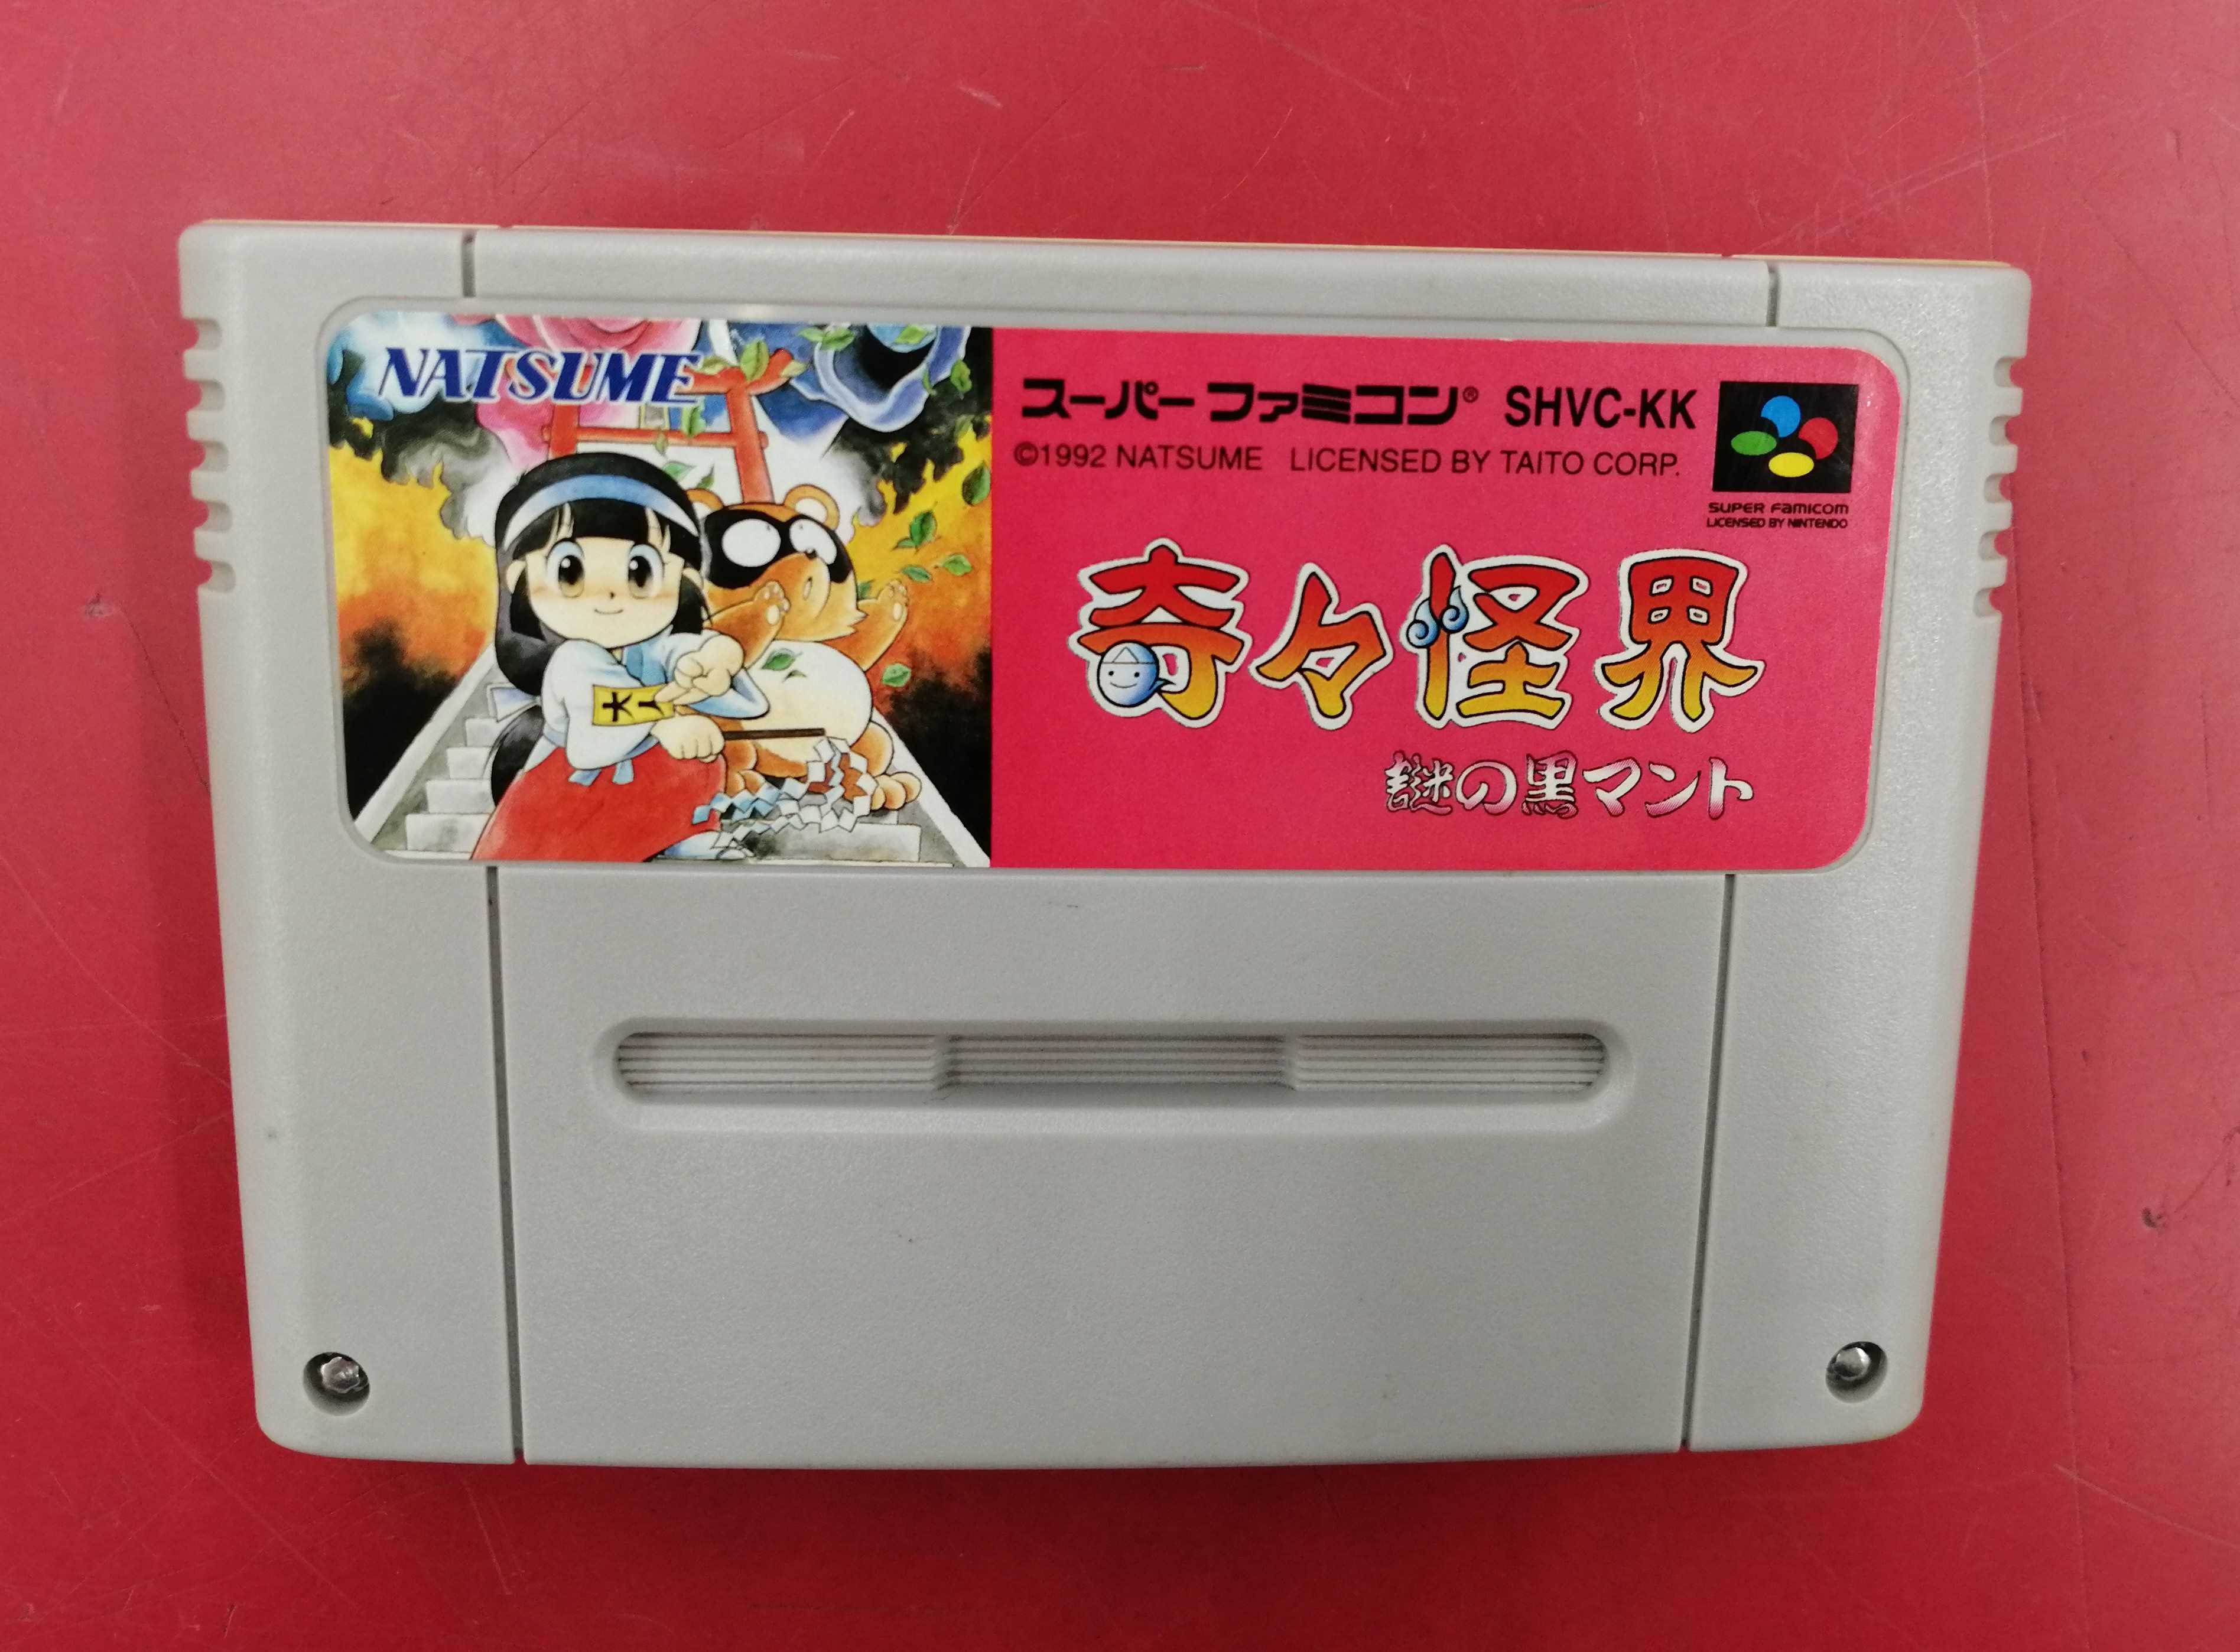 NATSUME
スーパーファミコン® SHVC-KK
©1992 NATSUME LICENSED BY TAITO CORP.
SUPER FAMICOM
LICENSED BY NINTENDO
奇々怪界
謎の黒マント